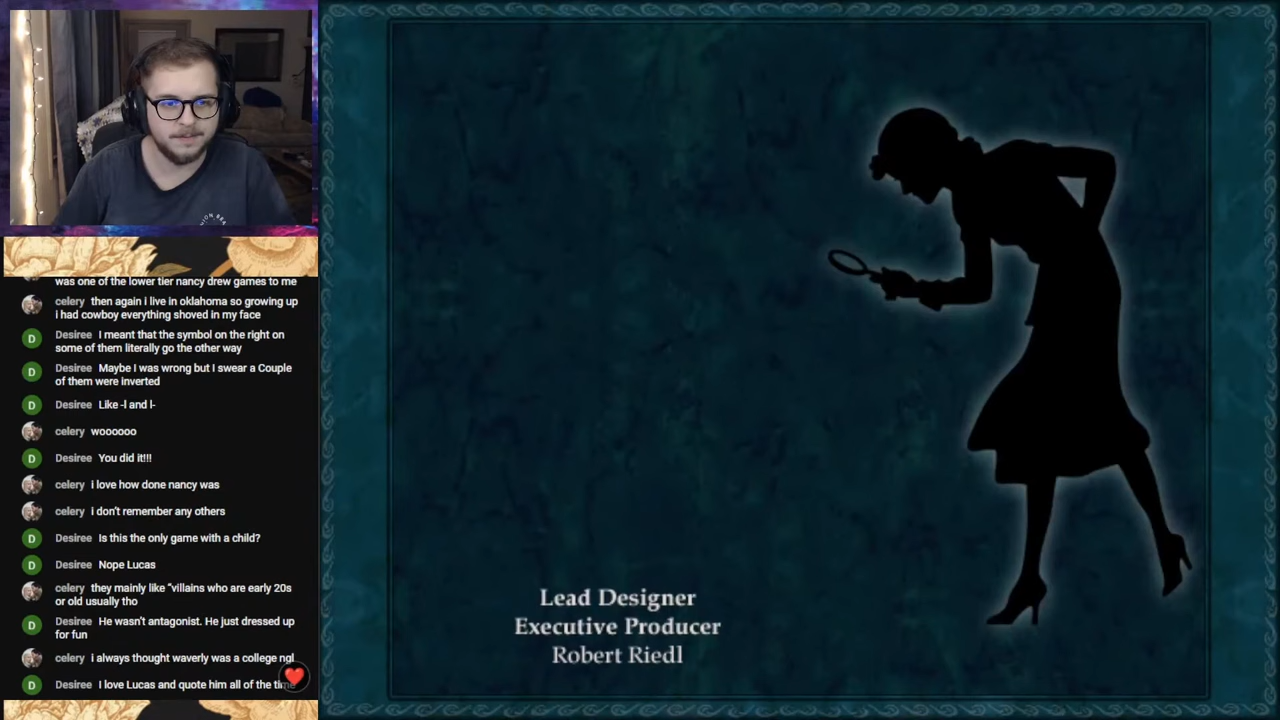 was one of the lower tier nancy drew games to me
celery then again i live in oklahoma so growing up
i had cowboy everything shoved in my face
D Desiree I meant that the symbol on the right on
some of them literally go the other way
D Desiree Maybe I was wrong but I swear a Couple
of them were inverted
D Desiree Like -l and l-
celery woooooo
D Desiree You did it!!!
celery i love how done nancy was
celery i don't remember any others
D Desiree Is this the only game with a child?
D Desiree Nope Lucas
celery they mainly like “villains who are early 20s
or old usually tho
D Desiree He wasn't antagonist. He just dressed up
for fun
celery i always thought waverly was a college ngl
D Desiree I love Lucas and quote him all of the time
Lead Designer
Executive Producer
Robert Riedl